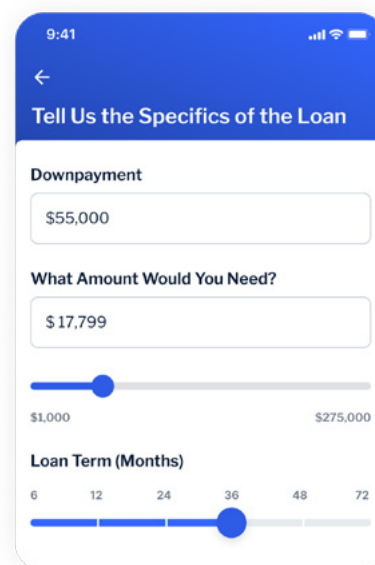 9:41
Tell Us the Specifics of the Loan
Downpayment
$55,000
What Amount Would You Need?
$17,799
$1,000 $275,000
Loan Term (Months)
6 12 24 36 48 72